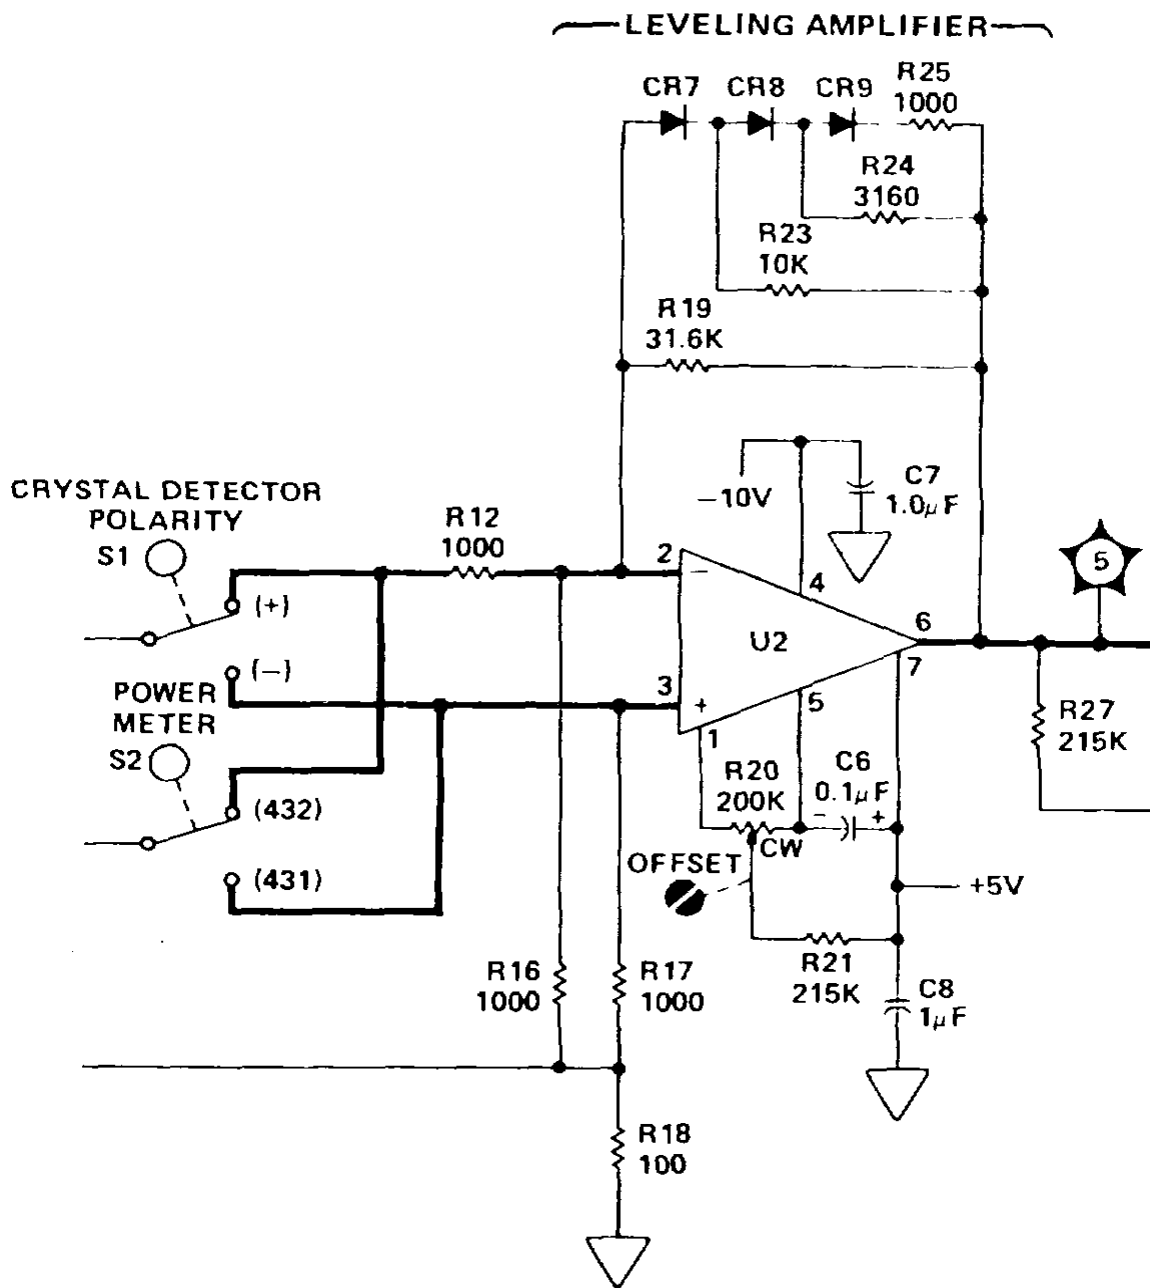 LEVELING AMPLIFIER
CR7
CR8
CR9
R25
1000
R24
3160
R23
10K
R19
31.6K
CRYSTAL DETECTOR
POLARITY
S1
(+)
(−)
R12
1000
−10V
C7
1.0μF
2
−
4
5
U2
6
7
3
+
1
5
POWER
METER
S2
(432)
(431)
R20
200K
CW
C6
0.1μF
− +
R27
215K
OFFSET
+5V
R21
215K
R16
1000
R17
1000
C8
1μF
R18
100